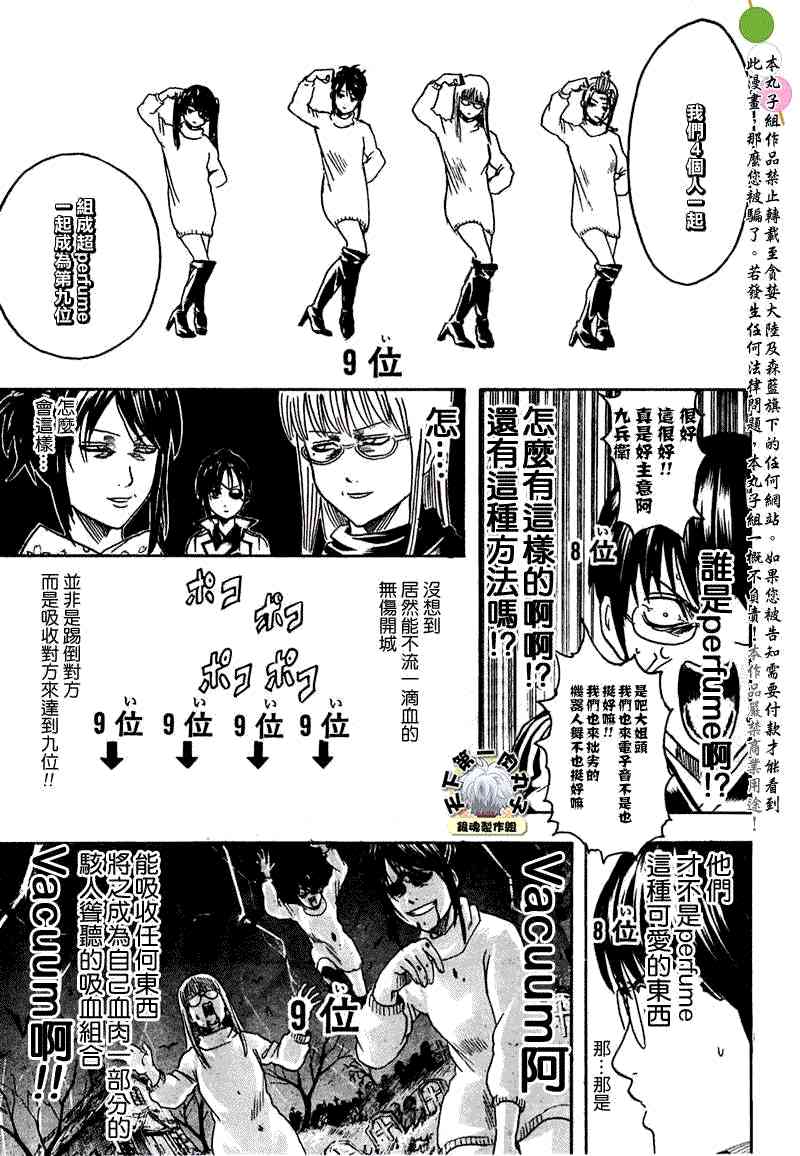 本丸子組作品禁止轉載至貪婪大陸及森藍旗下的任何網站。如果您被告知需要付款才能看到
此漫畫，那麼您被騙了。若發生任何法律問題，本丸子組一概不負責！本作品嚴禁商業用途！
我們4個人一起
組成超perfume
一起成為第九位
い
9位
很好
這很好!!
真是好主意阿
九兵衛
い
8位
誰是perfume啊!?
怎麼有這樣的啊啊!?
還有這種方法嗎!?
是吧大姐頭
我們也來電子音不是也
挺好嘛!!
我們也來拙劣的
機器人舞不也挺好嘛
怎……
怎麼
會這樣…
沒想到
居然能不流一滴血的
無傷開城
ポコ
ポコ
ポコ
ポコ
い
9位
い
9位
い
9位
い
9位
並非是踢倒對方
而是吸收對方來達到九位!!
天下第一的廿子
銀魂製作組
他們
才不是perfume
這種可愛的東西
い
8位
那…那是
Vacuum阿
い
9位
能吸收任何東西
將之成為自己血肉一部分的
駭人聳聽的吸血組合
Vacuum啊!!